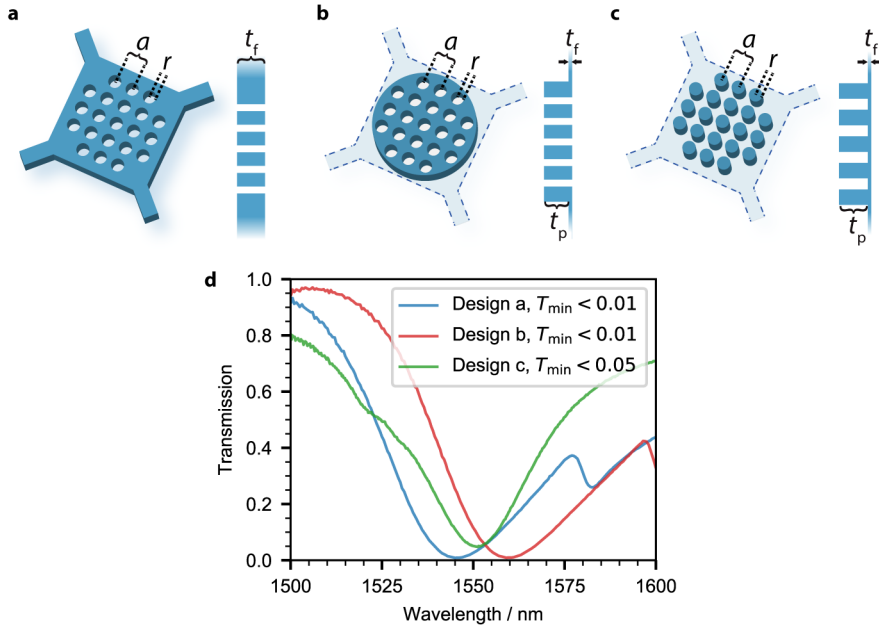 a
a
r
t_f
b
a
r
t_f
t_p
c
a
r
t_f
t_p
d
1.0
0.8
0.6
0.4
0.2
0.0
Transmission
Design a, T_min < 0.01
Design b, T_min < 0.01
Design c, T_min < 0.05
1500
1525
1550
1575
1600
Wavelength / nm